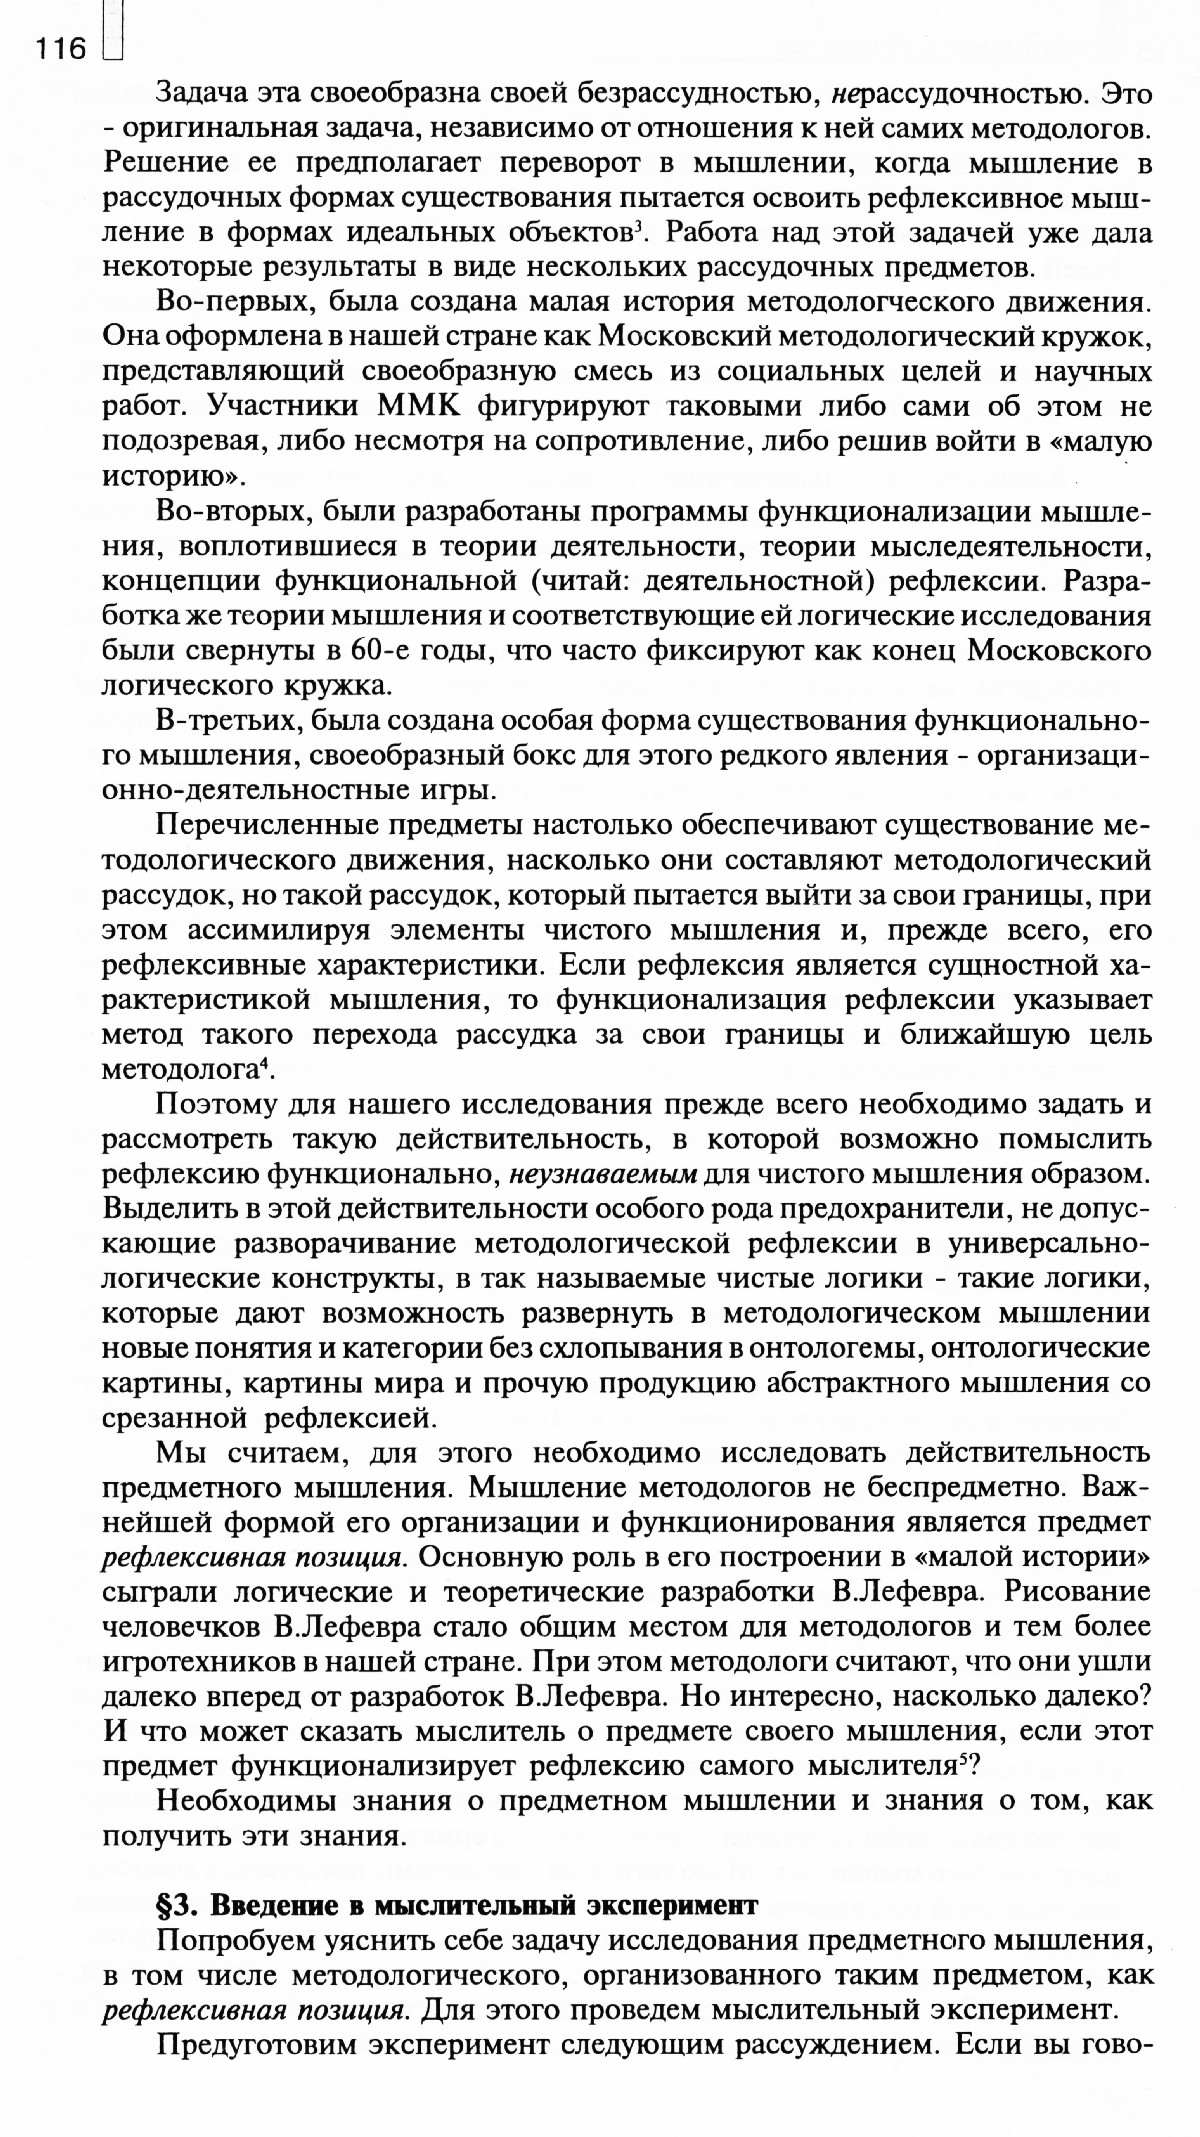 116
Задача эта своеобразна своей безрассудностью, нерассудочностью. Это
- оригинальная задача, независимо от отношения к ней самих методологов.
Решение ее предполагает переворот в мышлении, когда мышление в
рассудочных формах существования пытается освоить рефлексивное мыш-
ление в формах идеальных объектов³. Работа над этой задачей уже дала
некоторые результаты в виде нескольких рассудочных предметов.
Во-первых, была создана малая история методологческого движения.
Она оформлена в нашей стране как Московский методологический кружок,
представляющий своеобразную смесь из социальных целей и научных
работ. Участники ММК фигурируют таковыми либо сами об этом не
подозревая, либо несмотря на сопротивление, либо решив войти в «малую
историю».
Во-вторых, были разработаны программы функционализации мышле-
ния, воплотившиеся в теории деятельности, теории мыследеятельности,
концепции функциональной (читай: деятельностной) рефлексии. Разра-
ботка же теории мышления и соответствующие ей логические исследования
были свернуты в 60-е годы, что часто фиксируют как конец Московского
логического кружка.
В-третьих, была создана особая форма существования функционально-
го мышления, своеобразный бокс для этого редкого явления - организаци-
онно-деятельностные игры.
Перечисленные предметы настолько обеспечивают существование ме-
тодологического движения, насколько они составляют методологический
рассудок, но такой рассудок, который пытается выйти за свои границы, при
этом ассимилируя элементы чистого мышления и, прежде всего, его
рефлексивные характеристики. Если рефлексия является сущностной ха-
рактеристикой мышления, то функционализация рефлексии указывает
метод такого перехода рассудка за свои границы и ближайшую цель
методолога⁴.
Поэтому для нашего исследования прежде всего необходимо задать и
рассмотреть такую действительность, в которой возможно помыслить
рефлексию функционально, неузнаваемым для чистого мышления образом.
Выделить в этой действительности особого рода предохранители, не допус-
кающие разворачивание методологической рефлексии в универсально-
логические конструкты, в так называемые чистые логики - такие логики,
которые дают возможность развернуть в методологическом мышлении
новые понятия и категории без схлопывания в онтологемы, онтологические
картины, картины мира и прочую продукцию абстрактного мышления со
срезанной рефлексией.
Мы считаем, для этого необходимо исследовать действительность
предметного мышления. Мышление методологов не беспредметно. Важ-
нейшей формой его организации и функционирования является предмет
рефлексивная позиция. Основную роль в его построении в «малой истории»
сыграли логические и теоретические разработки В.Лефевра. Рисование
человечков В.Лефевра стало общим местом для методологов и тем более
игротехников в нашей стране. При этом методологи считают, что они ушли
далеко вперед от разработок В.Лефевра. Но интересно, насколько далеко?
И что может сказать мыслитель о предмете своего мышления, если этот
предмет функционализирует рефлексию самого мыслителя⁵?
Необходимы знания о предметном мышлении и знания о том, как
получить эти знания.
§3. Введение в мыслительный эксперимент
Попробуем уяснить себе задачу исследования предметного мышления,
в том числе методологического, организованного таким предметом, как
рефлексивная позиция. Для этого проведем мыслительный эксперимент.
Предуготовим эксперимент следующим рассуждением. Если вы гово-